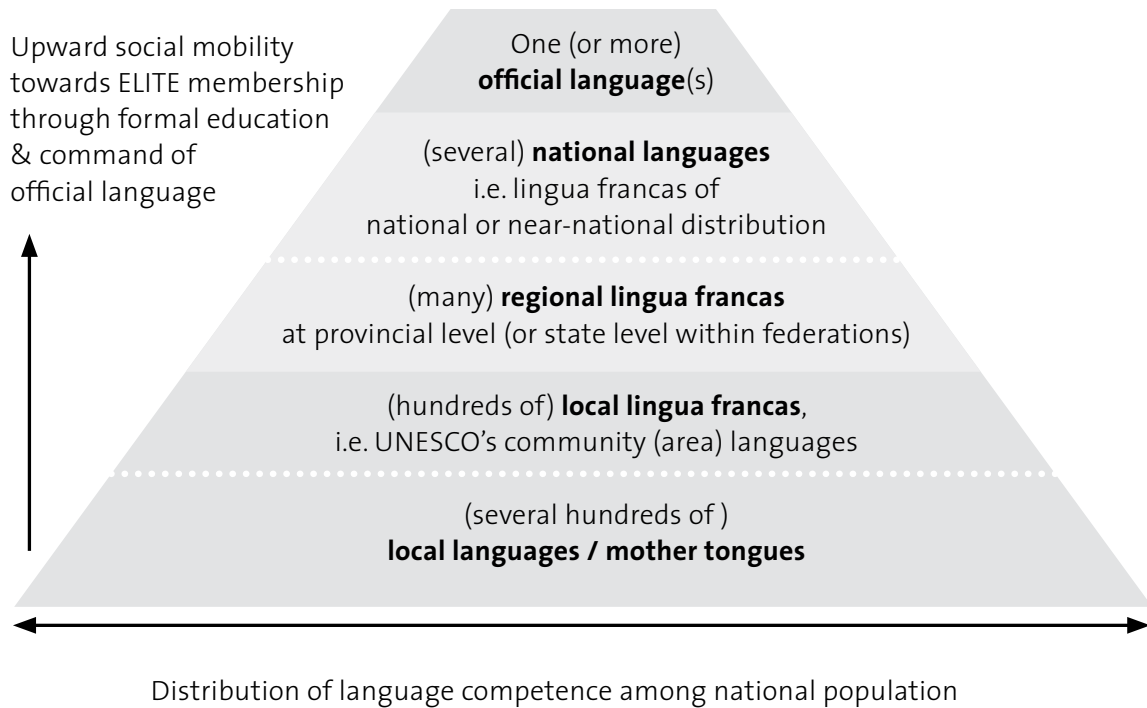 Upward social mobility
towards ELITE membership
through formal education
& command of
official language
One (or more)
official language(s)
(several) national languages
i.e. lingua francas of
national or near-national distribution
(many) regional lingua francas
at provincial level (or state level within federations)
(hundreds of) local lingua francas,
i.e. UNESCO’s community (area) languages
(several hundreds of )
local languages / mother tongues
Distribution of language competence among national population